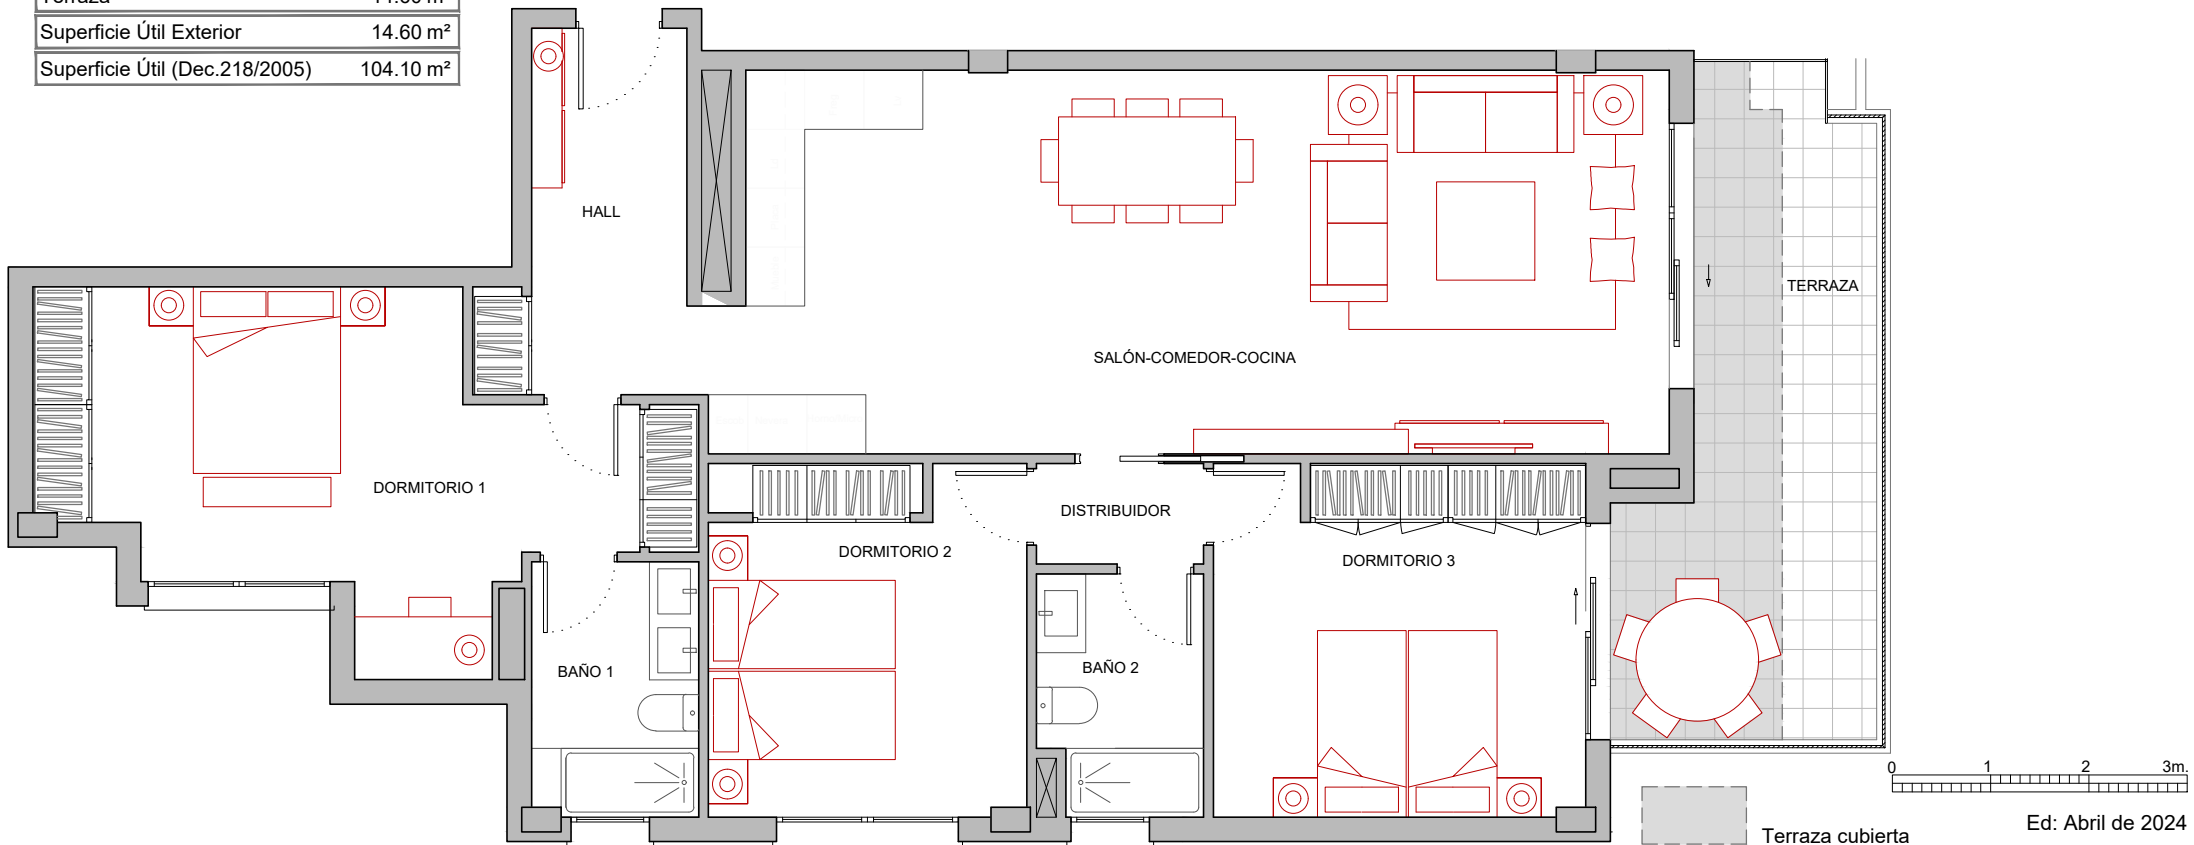 Superficie Útil Exterior 14.60 m²
Superficie Útil (Dec.218/2005) 104.10 m²
HALL
TERRAZA
SALÓN-COMEDOR-COCINA
DORMITORIO 1
DISTRIBUIDOR
DORMITORIO 2
DORMITORIO 3
BAÑO 1
BAÑO 2
0 1 2 3m.
Ed: Abril de 2024
Terraza cubierta